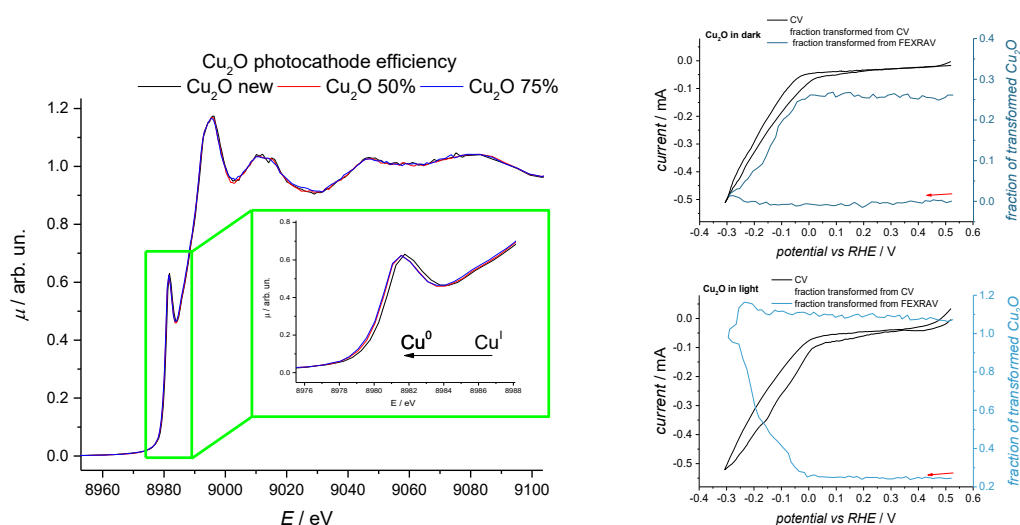 Cu2O photocathode efficiency
Cu2O new Cu2O 50% Cu2O 75%
μ / arb. un.
1.2
1.0
0.8
0.6
0.4
0.2
0.0
8960 8980 9000 9020 9040 9060 9080 9100
E / eV
μ / arb. un.
0.8
0.6
0.4
0.2
0.0
Cu0 CuI
8976 8978 8980 8982 8984 8986 8988
E / eV
Cu2O in dark
CV
fraction transformed from CV
fraction transformed from FEXRAV
current / mA
0.0
-0.1
-0.2
-0.3
-0.4
-0.5
-0.4 -0.3 -0.2 -0.1 0.0 0.1 0.2 0.3 0.4 0.5 0.6
potential vs RHE / V
0.4
0.3
0.2
0.1
0.0
fraction of transformed Cu2O
Cu2O in light
CV
fraction transformed from CV
fraction transformed from FEXRAV
current / mA
0.0
-0.1
-0.2
-0.3
-0.4
-0.5
-0.4 -0.3 -0.2 -0.1 0.0 0.1 0.2 0.3 0.4 0.5 0.6
potential vs RHE / V
1.2
1.0
0.8
0.6
0.4
0.2
fraction of transformed Cu2O